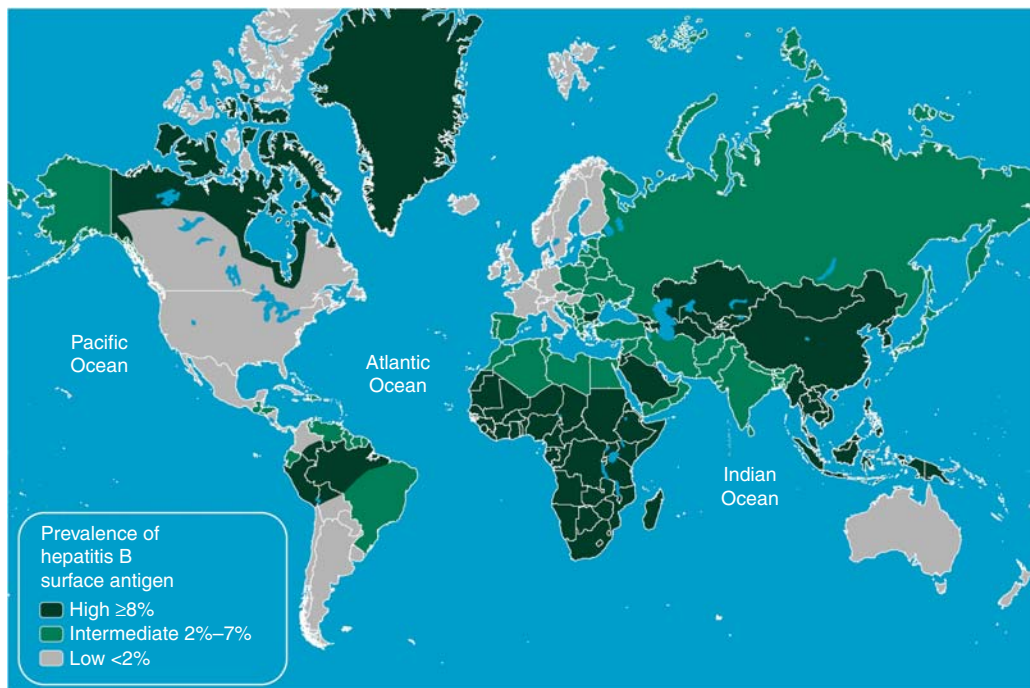 Pacific
Ocean
Atlantic
Ocean
Indian
Ocean
Prevalence of
hepatitis B
surface antigen
High ≥8%
Intermediate 2%–7%
Low <2%